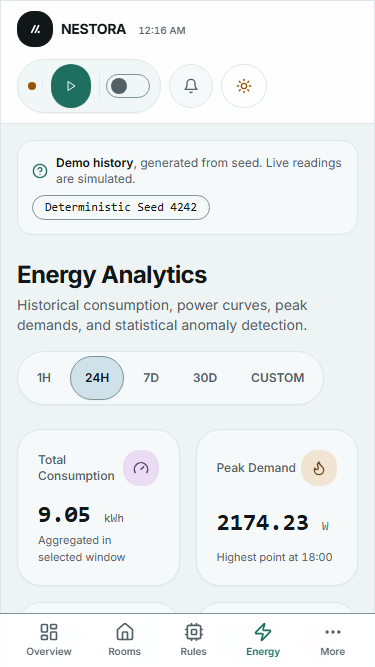 NESTORA 12:16 AM
Demo history, generated from seed. Live readings
are simulated.
Deterministic Seed 4242
Energy Analytics
Historical consumption, power curves, peak
demands, and statistical anomaly detection.
1H 24H 7D 30D CUSTOM
Total
Consumption
9.05 kWh
Aggregated in
selected window
Peak Demand
2174.23 W
Highest point at 18:00
Overview Rooms Rules Energy More